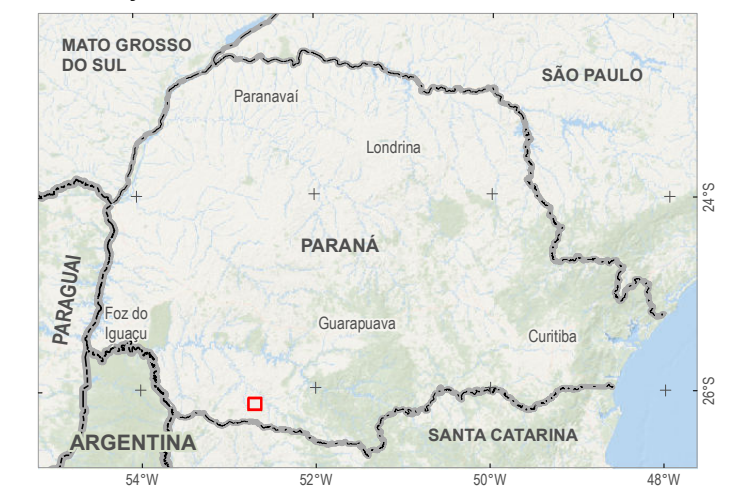 MATO GROSSO
DO SUL
SÃO PAULO
Paranavaí
Londrina
24°S
PARANÁ
PARAGUAI
Foz do
Iguaçu
Guarapuava
Curitiba
26°S
ARGENTINA
SANTA CATARINA
54°W
52°W
50°W
48°W